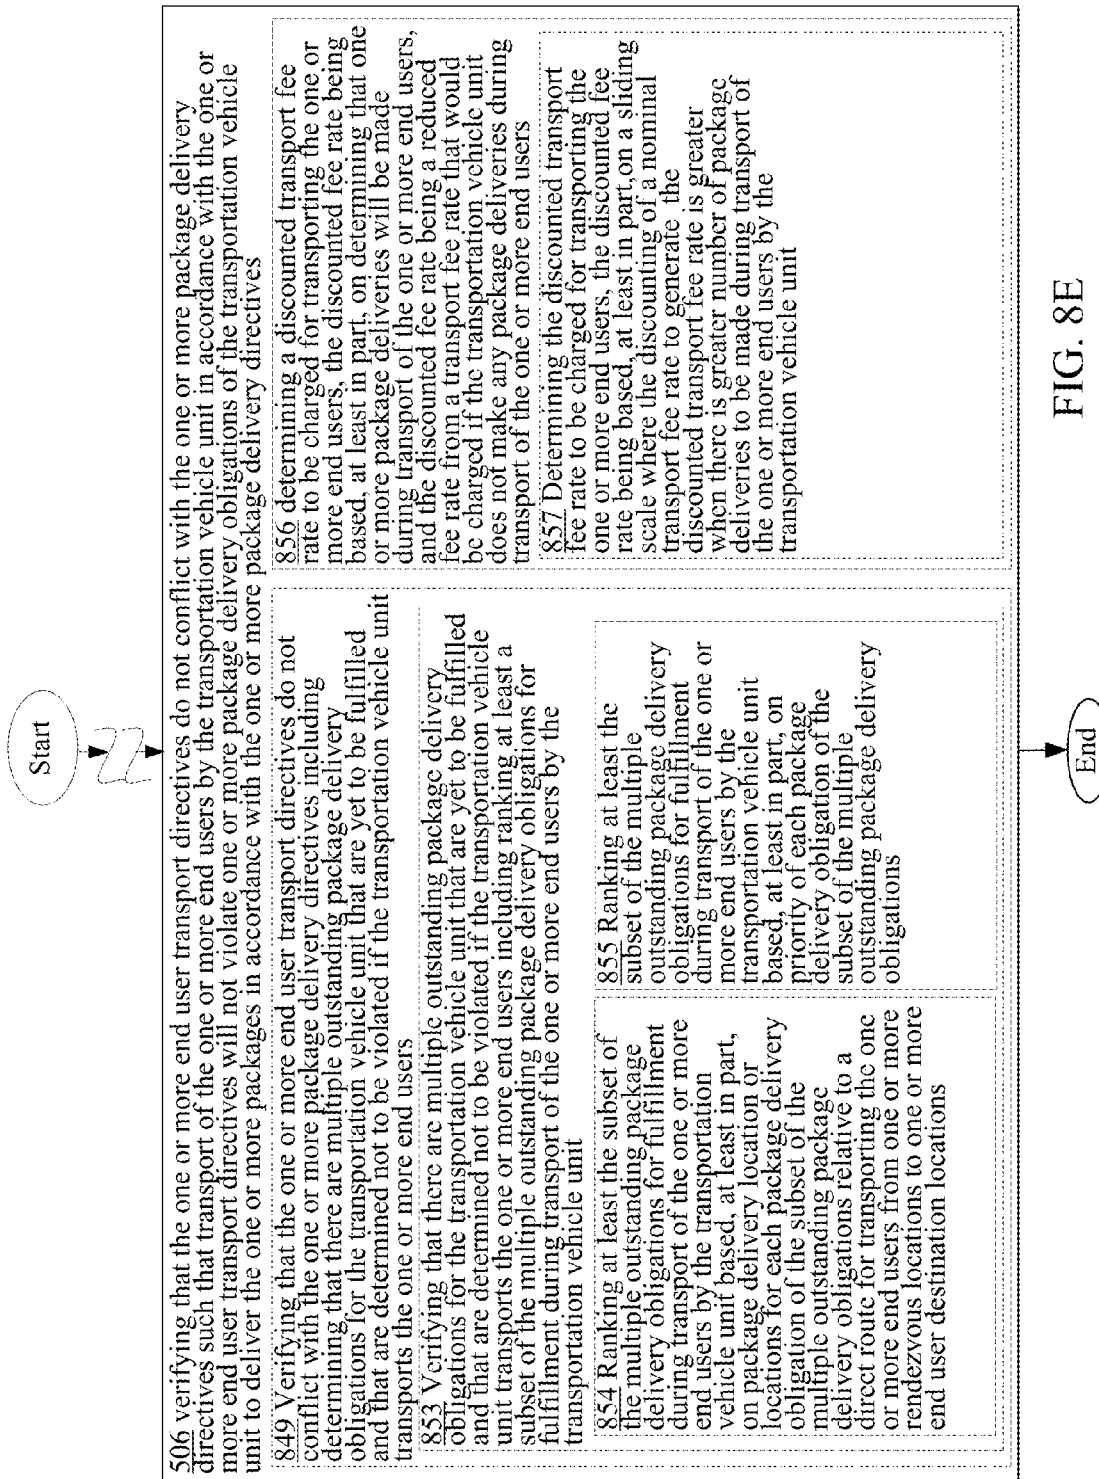 Start
506 verifying that the one or more end user transport directives do not conflict with the one or more package delivery
directives such that transport of the one or more end users by the transportation vehicle unit in accordance with the one or
more end user transport directives will not violate one or more package delivery obligations of the transportation vehicle
unit to deliver the one or more packages in accordance with the one or more package delivery directives
849 Verifying that the one or more end user transport directives do not
conflict with the one or more package delivery directives including
determining that there are multiple outstanding package delivery
obligations for the transportation vehicle unit that are yet to be fulfilled
and that are determined not to be violated if the transportation vehicle unit
transports the one or more end users
853 Verifying that there are multiple outstanding package delivery
obligations for the transportation vehicle unit that are yet to be fulfilled
and that are determined not to be violated if the transportation vehicle
unit transports the one or more end users including ranking at least a
subset of the multiple outstanding package delivery obligations for
fulfillment during transport of the one or more end users by the
transportation vehicle unit
854 Ranking at least the subset of
the multiple outstanding package
delivery obligations for fulfillment
during transport of the one or more
end users by the transportation
vehicle unit based, at least in part,
on package delivery location or
locations for each package delivery
obligation of the subset of the
multiple outstanding package
delivery obligations relative to a
direct route for transporting the one
or more end users from one or more
rendezvous locations to one or more
end user destination locations
855 Ranking at least the
subset of the multiple
outstanding package delivery
obligations for fulfillment
during transport of the one or
more end users by the
transportation vehicle unit
based, at least in part, on
priority of each package
delivery obligation of the
subset of the multiple
outstanding package delivery
obligations
856 determining a discounted transport fee
rate to be charged for transporting the one or
more end users, the discounted fee rate being
based, at least in part, on determining that one
or more package deliveries will be made
during transport of the one or more end users,
and the discounted fee rate being a reduced
fee rate from a transport fee rate that would
be charged if the transportation vehicle unit
does not make any package deliveries during
transport of the one or more end users
857 Determining the discounted transport
fee rate to be charged for transporting the
one or more end users, the discounted fee
rate being based, at least in part,on a sliding
scale where the discounting of a nominal
transport fee rate to generate the
discounted transport fee rate is greater
when there is greater number of package
deliveries to be made during transport of
the one or more end users by the
transportation vehicle unit
End
FIG. 8E